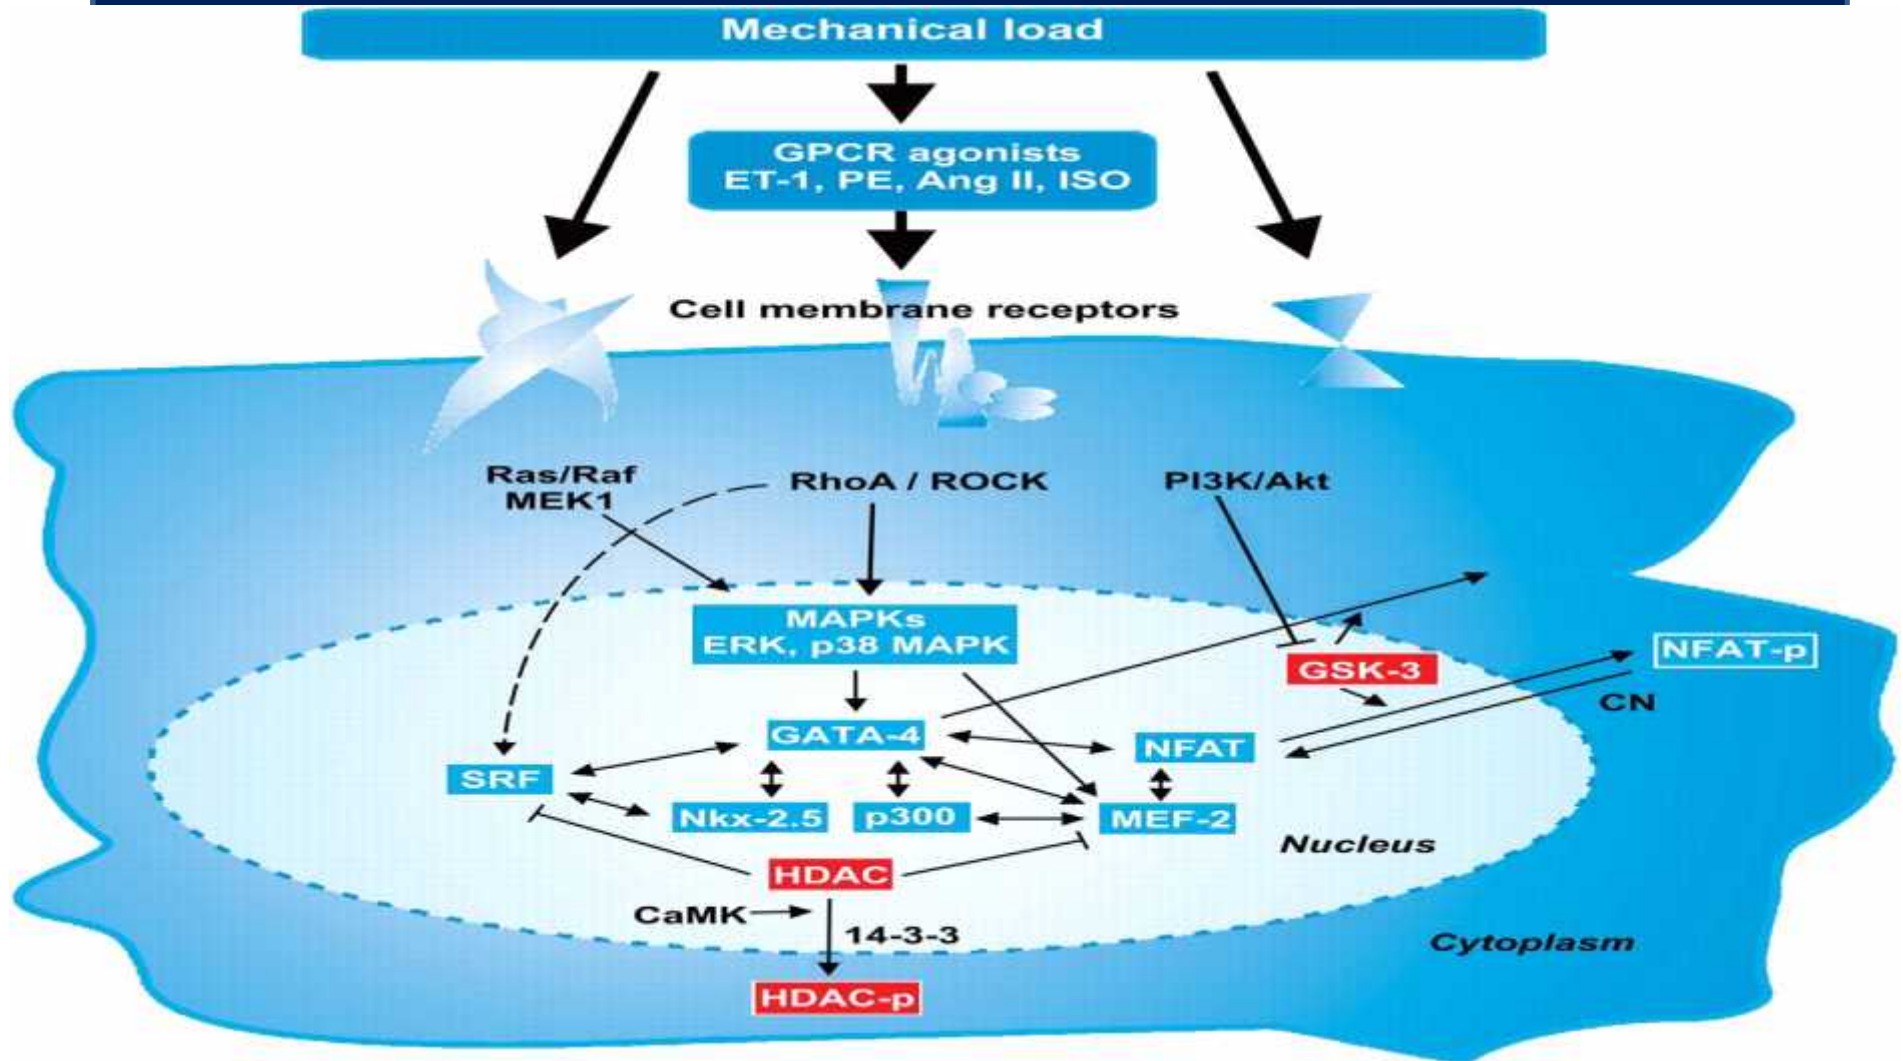 Mechanical load
GPCR agonists
ET-1, PE, Ang II, ISO
Cell membrane receptors
Ras/Raf
MEK1
RhoA / ROCK
PI3K/Akt
MAPKs
ERK, p38 MAPK
GSK-3
NFAT-p
CN
GATA-4
NFAT
SRF
Nkx-2.5
p300
MEF-2
Nucleus
HDAC
CaMK
14-3-3
Cytoplasm
HDAC-p